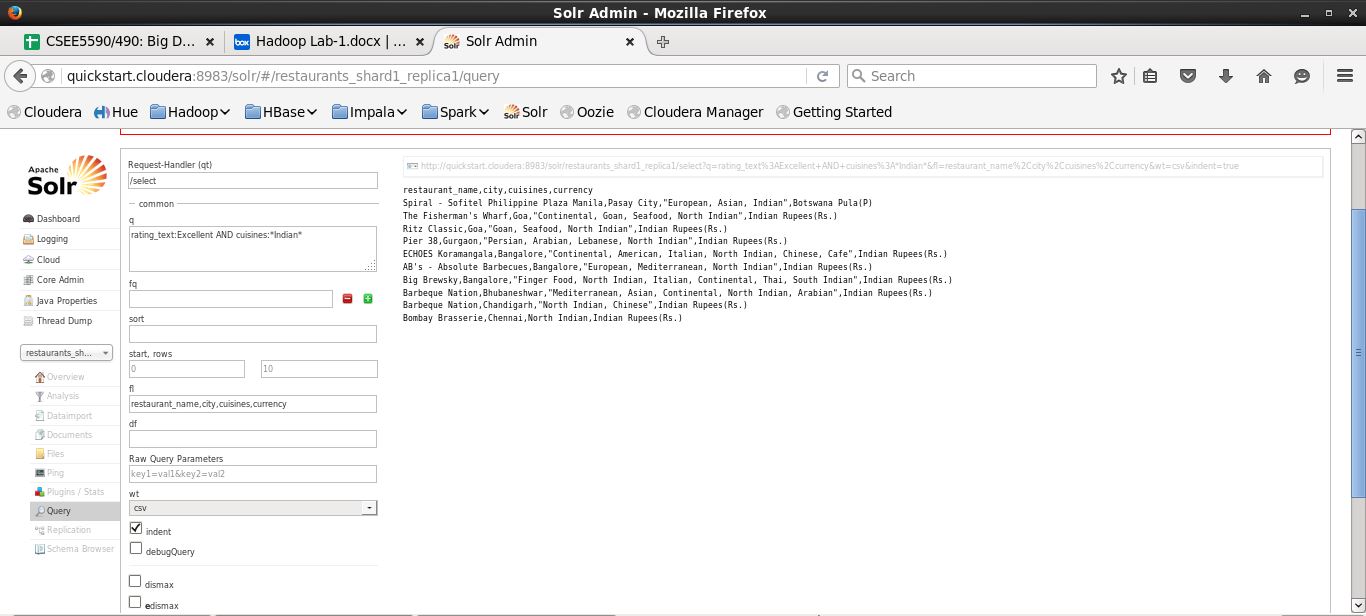 Solr Admin - Mozilla Firefox
CSEE5590/490: Big D...
Hadoop Lab-1.docx | ...
Solr Admin
quickstart.cloudera:8983/solr/#/restaurants_shard1_replica1/query
Search
Cloudera
Hue
Hadoop
HBase
Impala
Spark
Solr
Oozie
Cloudera Manager
Getting Started
Apache
Solr
Dashboard
Logging
Cloud
Core Admin
Java Properties
Thread Dump
restaurants_sh...
Overview
Analysis
Dataimport
Documents
Files
Ping
Plugins / Stats
Query
Replication
Schema Browser
Request-Handler (qt)
/select
common
q
rating_text:Excellent AND cuisines:*Indian*
fq
sort
start, rows
0
10
fl
restaurant_name,city,cuisines,currency
df
Raw Query Parameters
key1=val1&key2=val2
wt
csv
indent
debugQuery
dismax
edismax
http://quickstart.cloudera:8983/solr/restaurants_shard1_replica1/select?q=rating_text%3AExcellent+AND+cuisines%3A*Indian*&fl=restaurant_name%2Ccity%2Ccuisines%2Ccurrency&wt=csv&indent=true
restaurant_name,city,cuisines,currency
Spiral - Sofitel Philippine Plaza Manila,Pasay City,"European, Asian, Indian",Botswana Pula(P)
The Fisherman's Wharf,Goa,"Continental, Goan, Seafood, North Indian",Indian Rupees(Rs.)
Ritz Classic,Goa,"Goan, Seafood, North Indian",Indian Rupees(Rs.)
Pier 38,Gurgaon,"Persian, Arabian, Lebanese, North Indian",Indian Rupees(Rs.)
ECHOES Koramangala,Bangalore,"Continental, American, Italian, North Indian, Chinese, Cafe",Indian Rupees(Rs.)
AB's - Absolute Barbecues,Bangalore,"European, Mediterranean, North Indian",Indian Rupees(Rs.)
Big Brewsky,Bangalore,"Finger Food, North Indian, Italian, Continental, Thai, South Indian",Indian Rupees(Rs.)
Barbeque Nation,Bhubaneshwar,"Mediterranean, Asian, Continental, North Indian, Arabian",Indian Rupees(Rs.)
Barbeque Nation,Chandigarh,"North Indian, Chinese",Indian Rupees(Rs.)
Bombay Brasserie,Chennai,North Indian,Indian Rupees(Rs.)